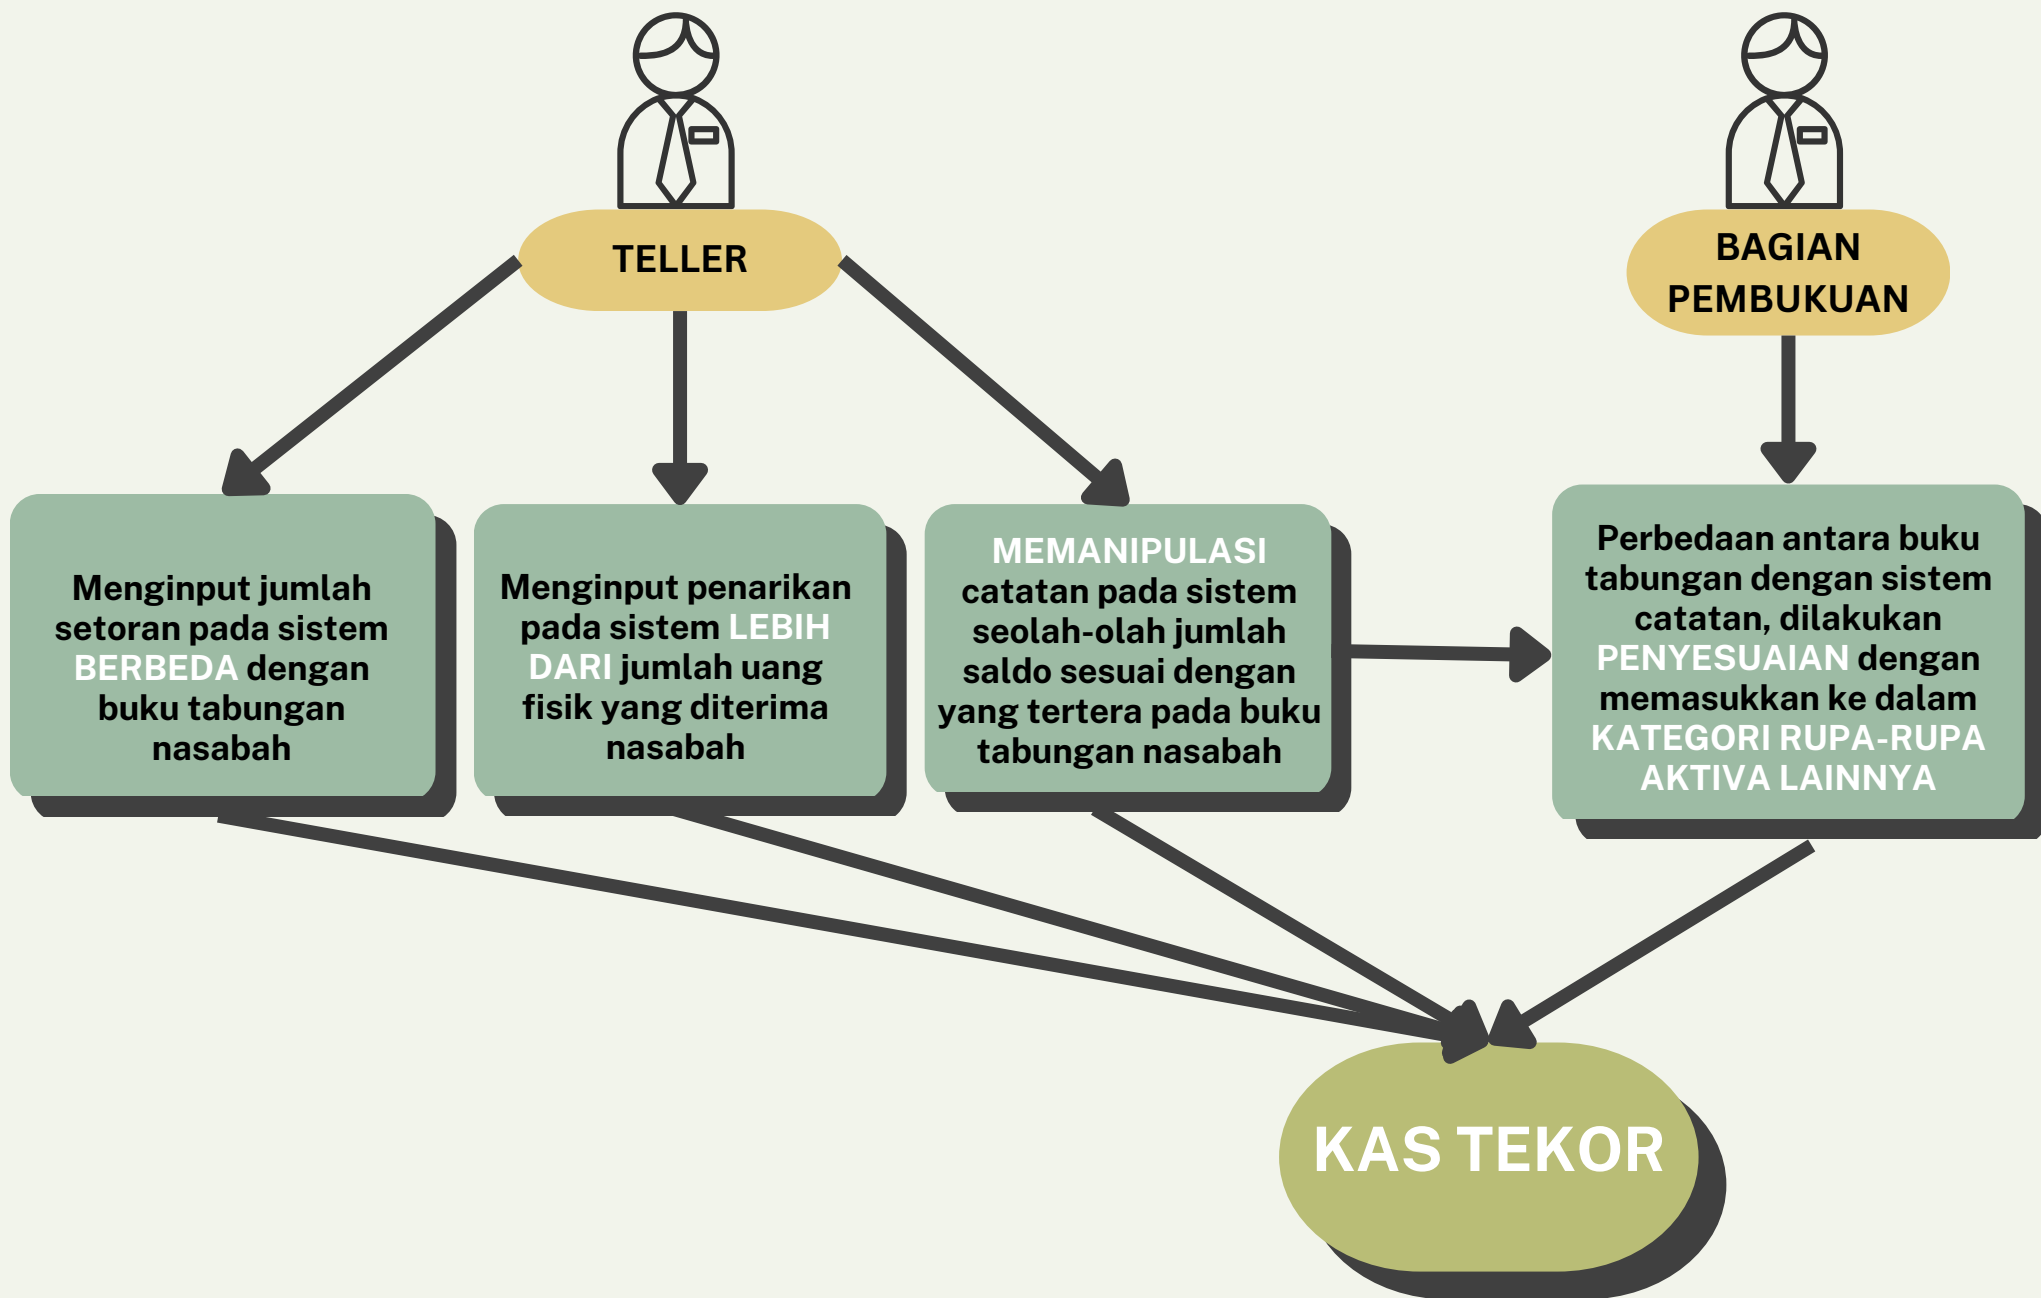 TELLER
BAGIAN
PEMBUKUAN
Menginput jumlah
setoran pada sistem
BERBEDA dengan
buku tabungan
nasabah
Menginput penarikan
pada sistem LEBIH
DARI jumlah uang
fisik yang diterima
nasabah
MEMANIPULASI
catatan pada sistem
seolah-olah jumlah
saldo sesuai dengan
yang tertera pada buku
tabungan nasabah
Perbedaan antara buku
tabungan dengan sistem
catatan, dilakukan
PENYESUAIAN dengan
memasukkan ke dalam
KATEGORI RUPA-RUPA
AKTIVA LAINNYA
KAS TEKOR